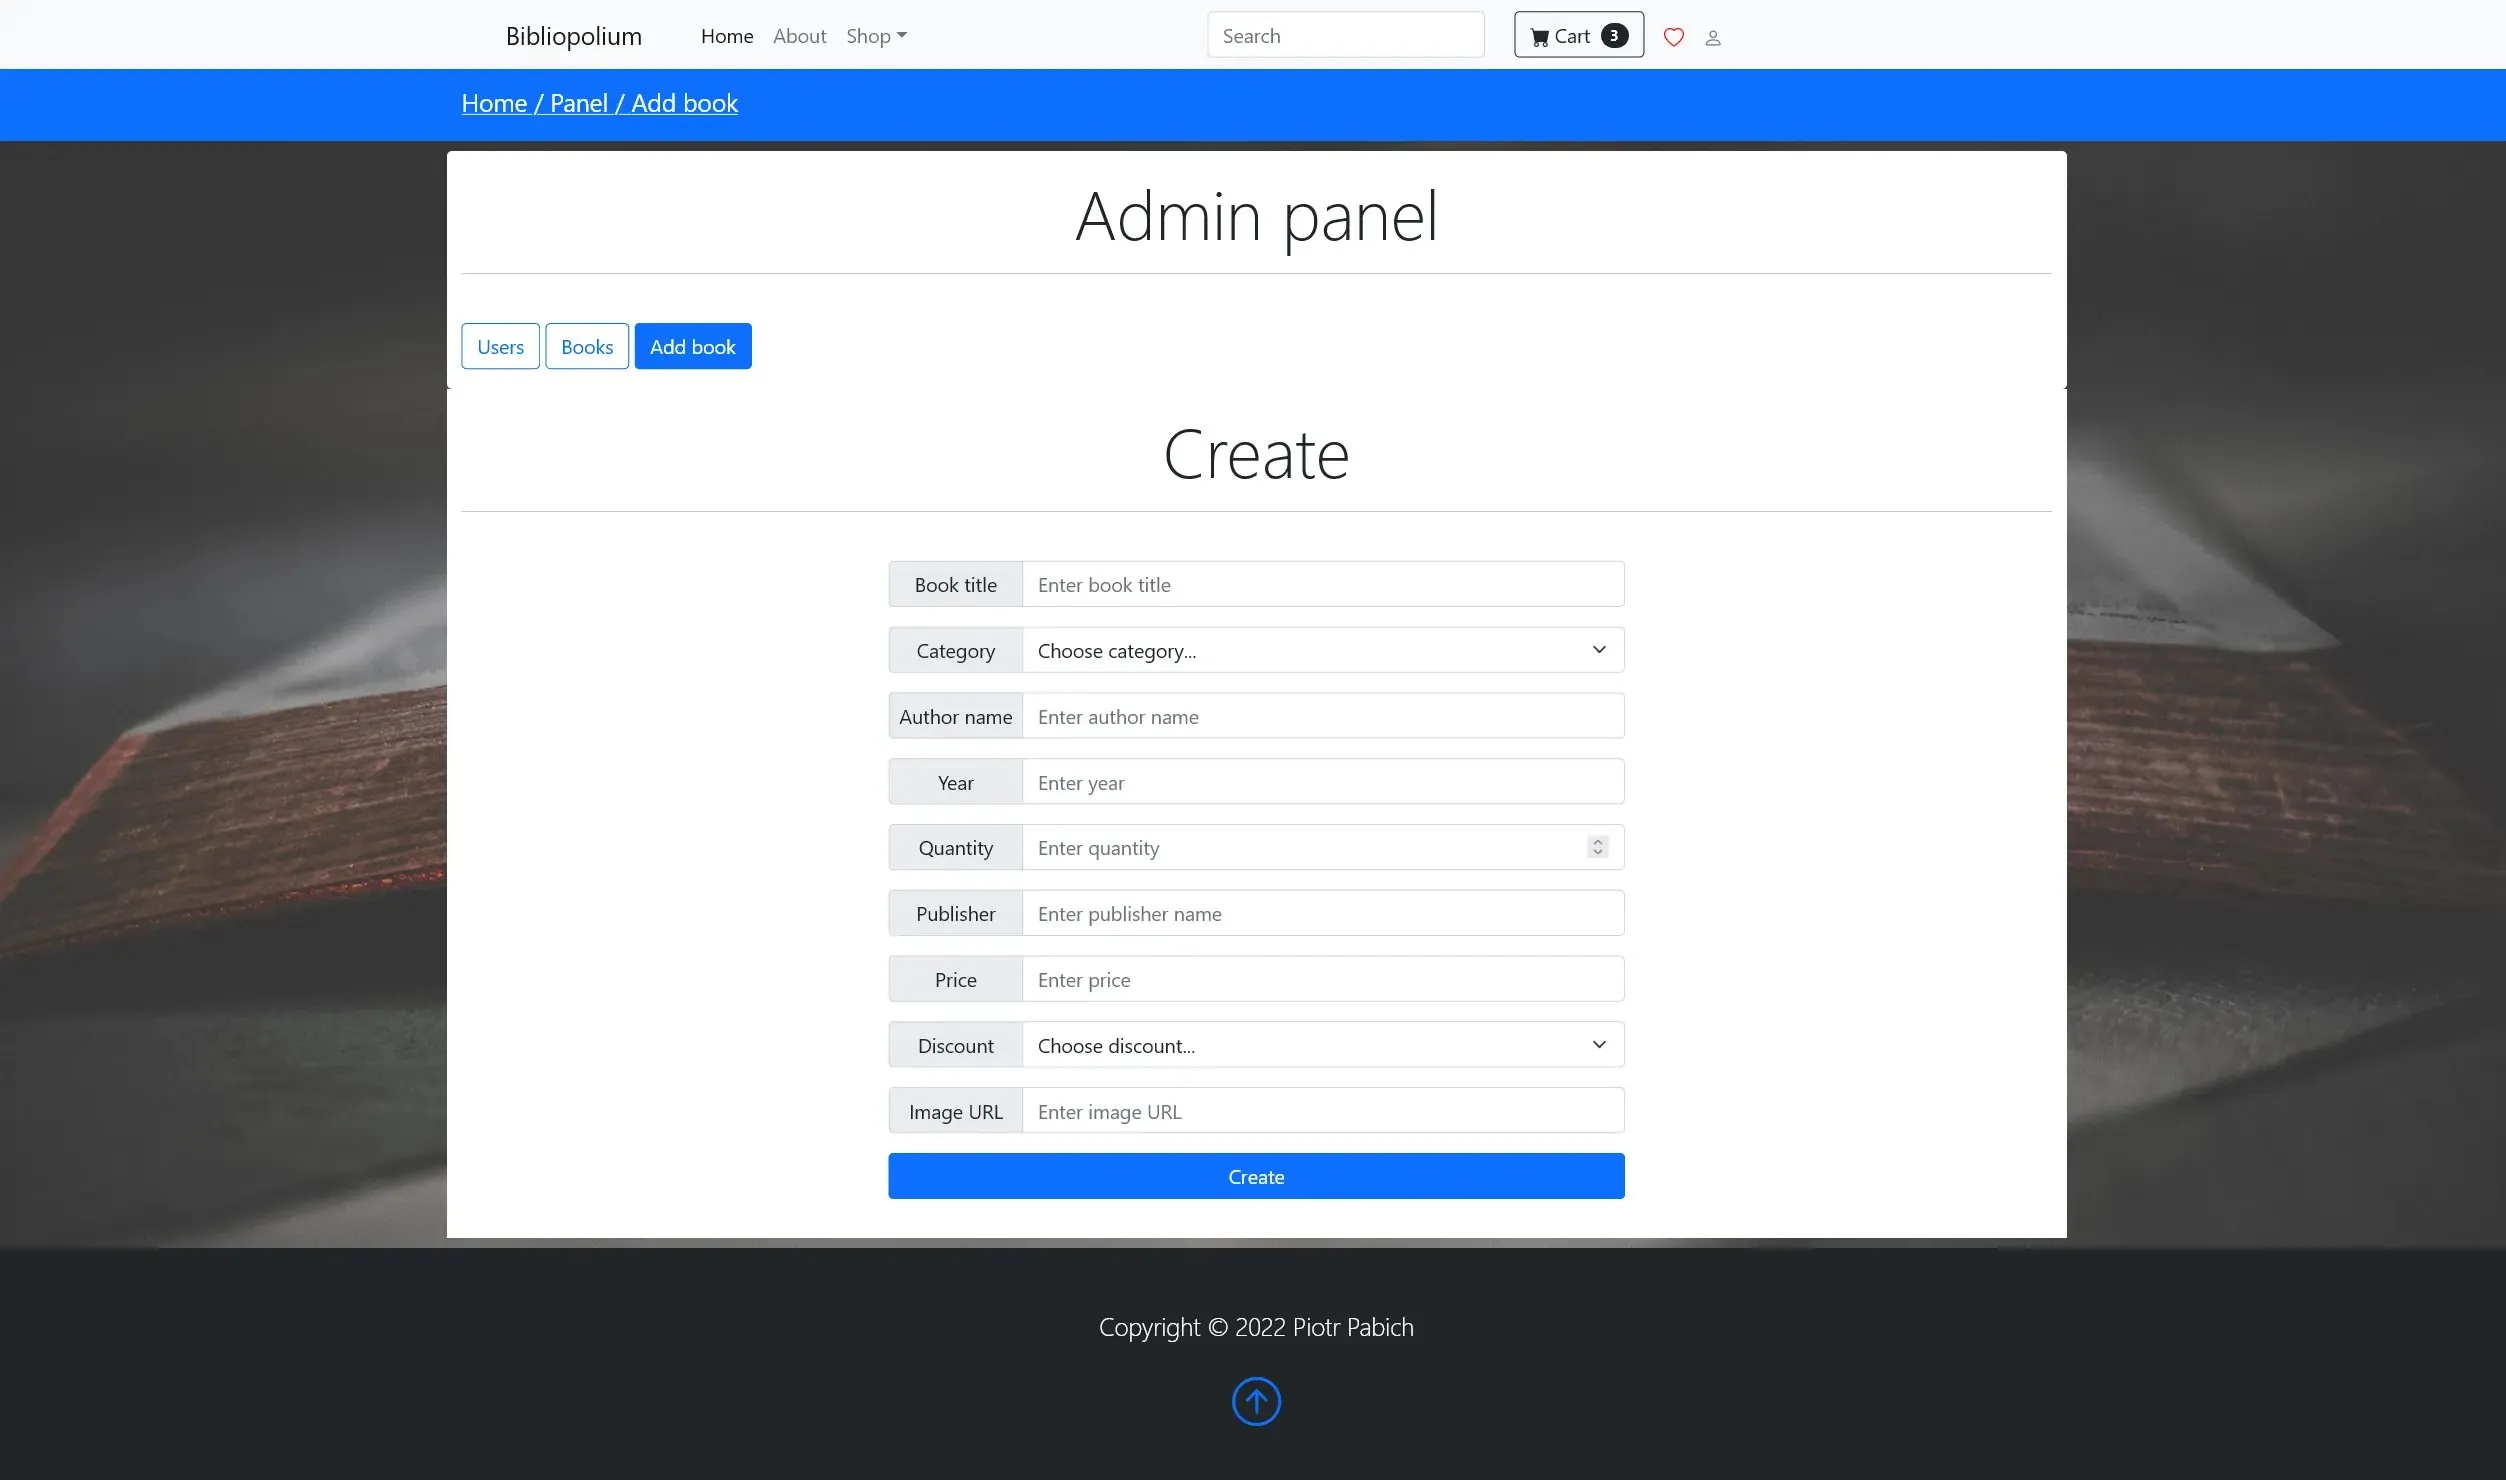 Bibliopolium Home About Shop Search Cart 3
Home / Panel / Add book
Admin panel
Users Books Add book
Create
Book title Enter book title
Category Choose category...
Author name Enter author name
Year Enter year
Quantity Enter quantity
Publisher Enter publisher name
Price Enter price
Discount Choose discount...
Image URL Enter image URL
Create
Copyright © 2022 Piotr Pabich